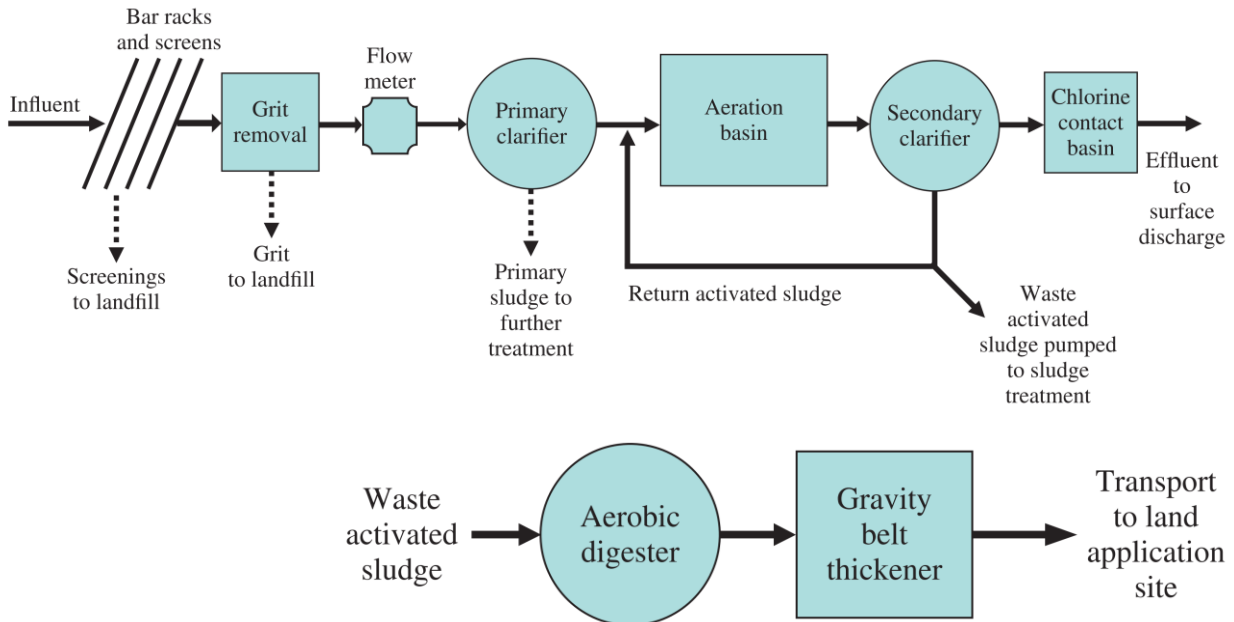 Bar racks
and screens
Influent
Screenings
to landfill
Grit
removal
Grit
to landfill
Flow
meter
Primary
clarifier
Primary
sludge to
further
treatment
Aeration
basin
Return activated sludge
Secondary
clarifier
Waste
activated
sludge pumped
to sludge
treatment
Chlorine
contact
basin
Effluent
to
surface
discharge
Waste
activated
sludge
Aerobic
digester
Gravity
belt
thickener
Transport
to land
application
site